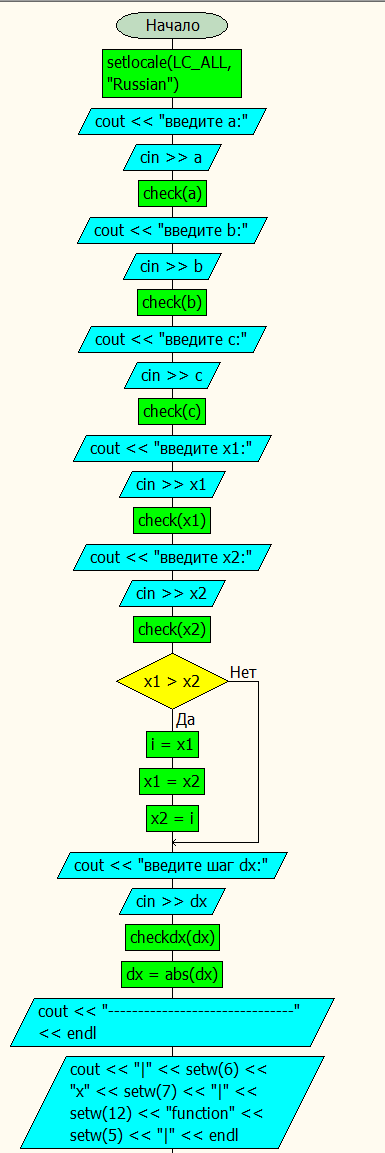 Начало
setlocale(LC_ALL,
"Russian")
cout << "введите a:"
cin >> a
check(a)
cout << "введите b:"
cin >> b
check(b)
cout << "введите c:"
cin >> c
check(c)
cout << "введите x1:"
cin >> x1
check(x1)
cout << "введите x2:"
cin >> x2
check(x2)
x1 > x2
Нет
Да
i = x1
x1 = x2
x2 = i
cout << "введите шаг dx:"
cin >> dx
checkdx(dx)
dx = abs(dx)
cout << "-------------------------------"
<< endl
cout << "|" << setw(6) <<
"x" << setw(7) << "|" <<
setw(12) << "function" <<
setw(5) << "|" << endl